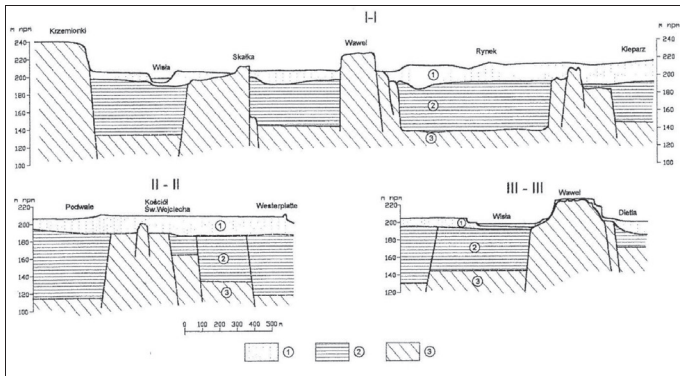 I-I
m npm
m npm
Krzemionki
Wisła
Skałka
Wawel
Rynek
Kleparz
240
220
200
180
160
140
120
100
240
220
200
180
160
140
120
100
1
2
3
II - II
m npm
Podwale
Kościół
Św.Wojciecha
Westerplatte
220
200
180
160
140
120
100
1
2
3
III - III
m npm
Wisła
Wawel
Dietla
220
200
180
160
140
120
1
2
3
0 100 200 300 400 500 m
1 2 3